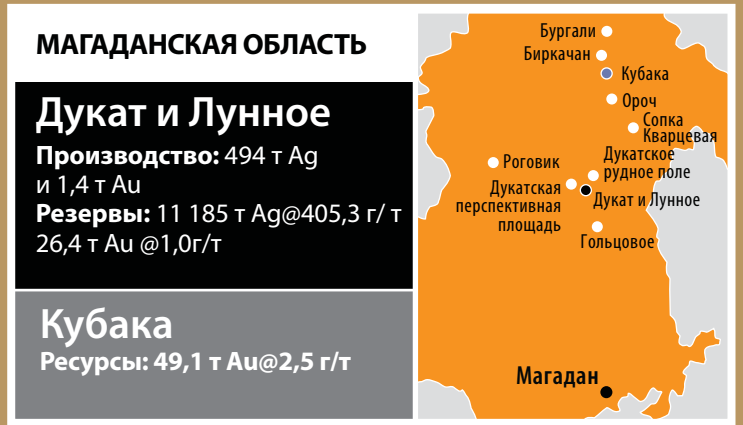 МАГАДАНСКАЯ ОБЛАСТЬ
Дукат и Лунное
Производство: 494 т Ag
и 1,4 т Au
Резервы: 11 185 т Ag@405,3 г/ т
26,4 т Au @1,0г/т
Кубака
Ресурсы: 49,1 т Au@2,5 г/т
Бургали
Биркачан
Кубака
Ороч
Сопка
Кварцевая
Роговик
Дукатское
рудное поле
Дукатская
перспективная
площадь
Дукат и Лунное
Гольцовое
Магадан